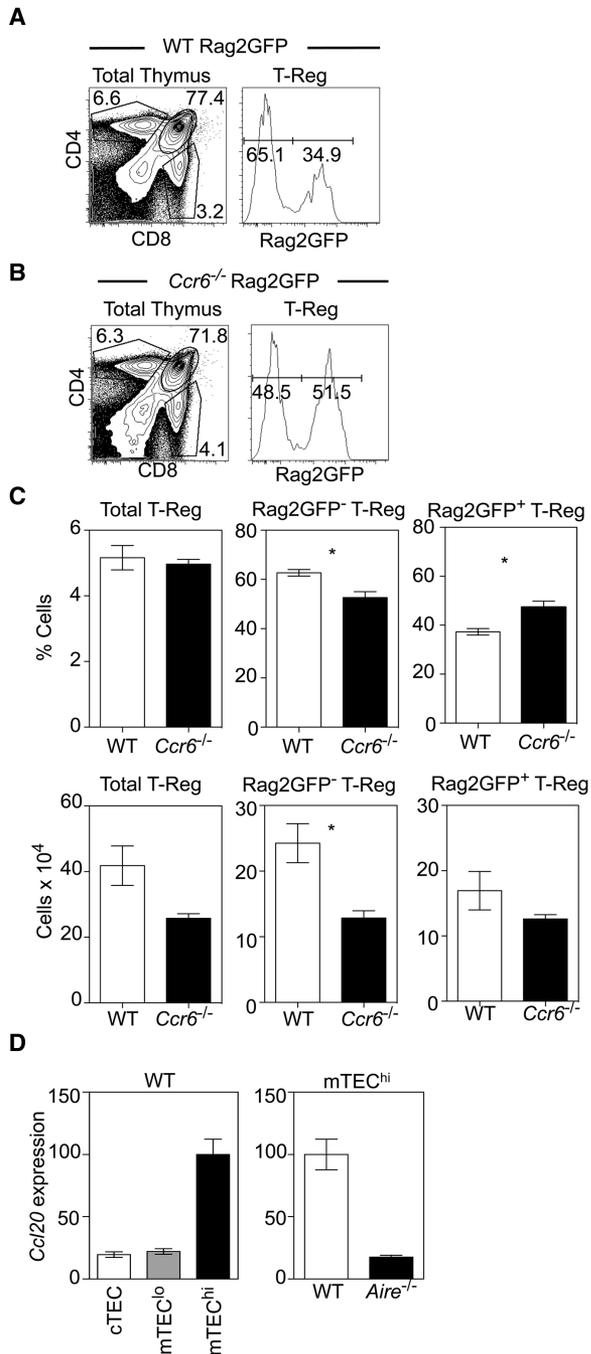 A
WT Rag2GFP
Total Thymus
T-Reg
6.6
77.4
CD4
3.2
CD8
65.1
34.9
Rag2GFP
B
Ccr6-/- Rag2GFP
Total Thymus
T-Reg
6.3
71.8
CD4
4.1
CD8
48.5
51.5
Rag2GFP
C
Total T-Reg
% Cells
6
4
2
0
WT
Ccr6-/-
Rag2GFP- T-Reg
80
60
40
20
0
*
WT
Ccr6-/-
Rag2GFP+ T-Reg
80
60
40
20
0
*
WT
Ccr6-/-
Total T-Reg
Cells x 10⁴
60
40
20
0
WT
Ccr6-/-
Rag2GFP- T-Reg
30
20
10
0
*
WT
Ccr6-/-
Rag2GFP+ T-Reg
30
20
10
0
WT
Ccr6-/-
D
WT
Ccl20 expression
150
100
50
0
cTEC
mTEClo
mTEChi
mTEChi
150
100
50
0
WT
Aire-/-